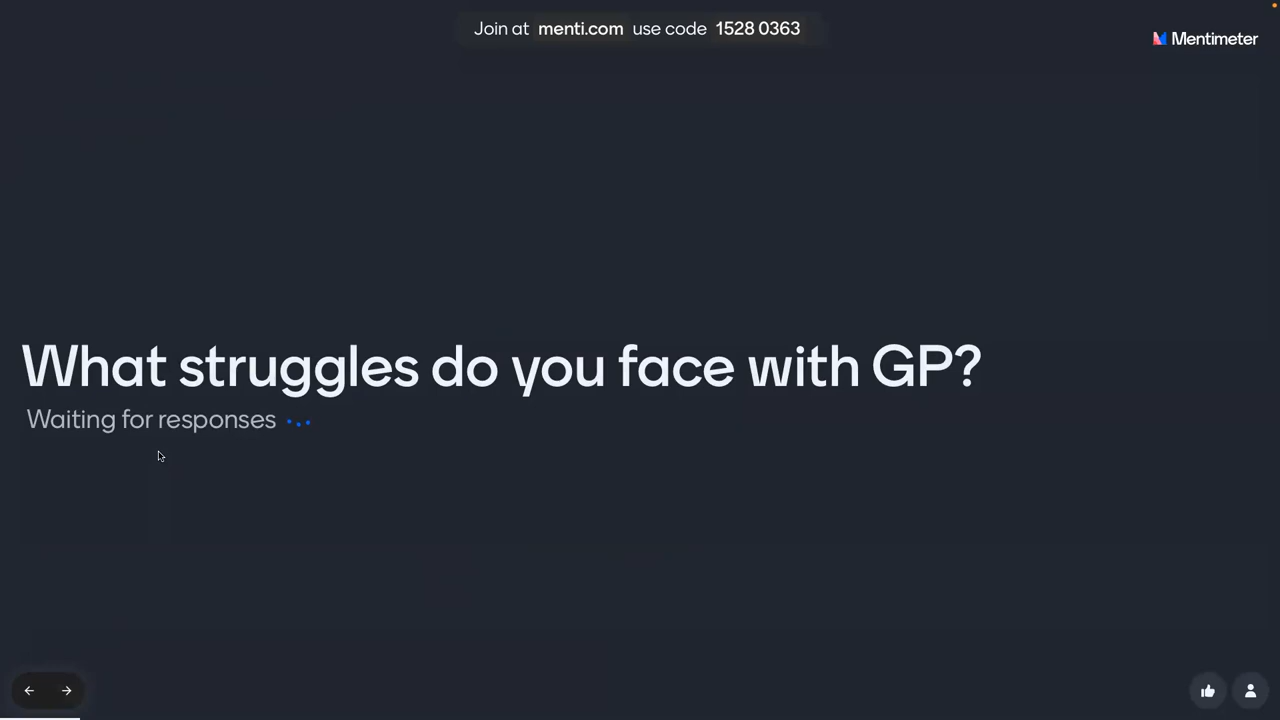 Join at menti.com use code 1528 0363
Mentimeter
What struggles do you face with GP?
Waiting for responses